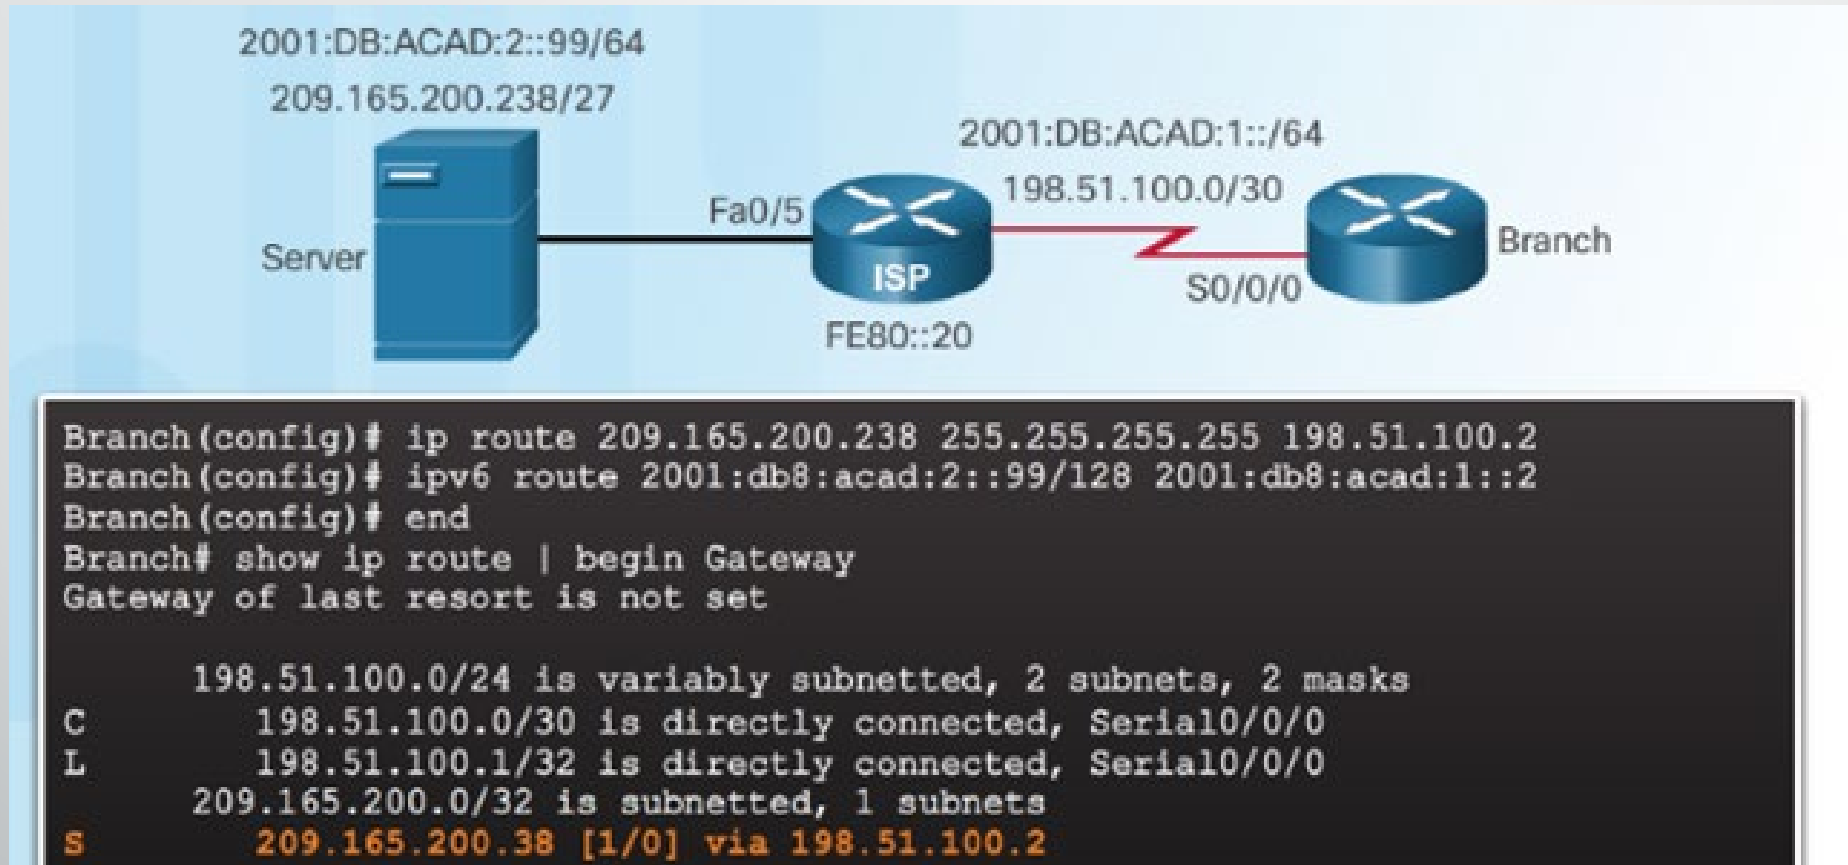 2001:DB:ACAD:2::99/64
209.165.200.238/27
2001:DB:ACAD:1::/64
198.51.100.0/30
Fa0/5
Server
ISP
Branch
S0/0/0
FE80::20
Branch(config)# ip route 209.165.200.238 255.255.255.255 198.51.100.2
Branch(config)# ipv6 route 2001:db8:acad:2::99/128 2001:db8:acad:1::2
Branch(config)# end
Branch# show ip route | begin Gateway
Gateway of last resort is not set
198.51.100.0/24 is variably subnetted, 2 subnets, 2 masks
C 198.51.100.0/30 is directly connected, Serial0/0/0
L 198.51.100.1/32 is directly connected, Serial0/0/0
209.165.200.0/32 is subnetted, 1 subnets
S 209.165.200.38 [1/0] via 198.51.100.2